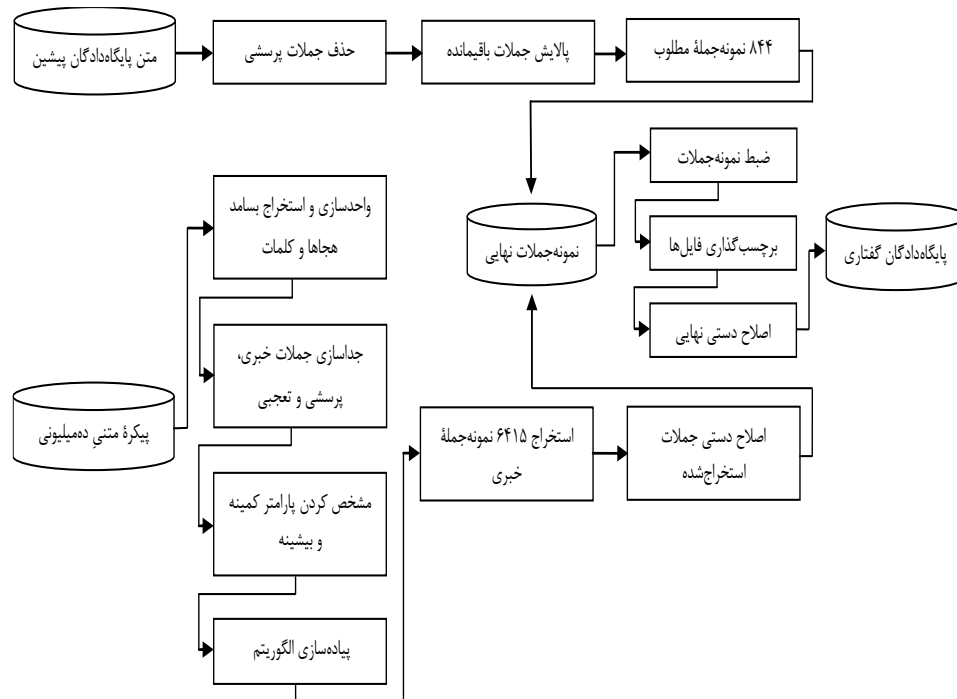 متن پایگاه‌دادگان پیشین
حذف جملات پرسشی
پالایش جملات باقیمانده
۸۴۴ نمونه‌جملۀ مطلوب
پیکرۀ متنیِ ده‌میلیونی
واحدسازی و استخراج بسامد
هجاها و کلمات
جداسازی جملات خبری،
پرسشی و تعجبی
مشخص کردن پارامتر کمینه
و بیشینه
پیاده‌سازی الگوریتم
استخراج ۶۴۱۵ نمونه‌جملۀ
خبری
اصلاح دستی جملات
استخراج‌شده
نمونه‌جملات نهایی
ضبط نمونه‌جملات
برچسب‌گذاری فایل‌ها
اصلاح دستی نهایی
پایگاه‌دادگان گفتاری